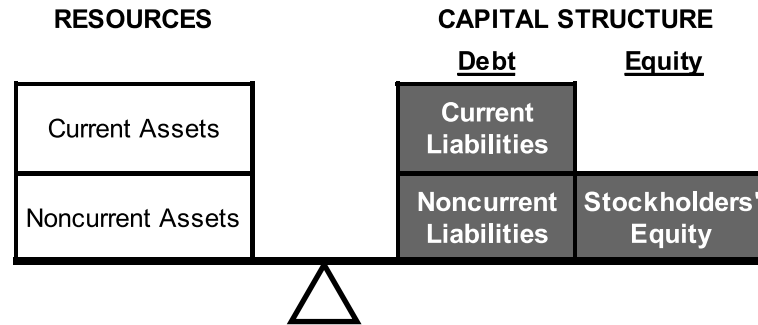 RESOURCES
CAPITAL STRUCTURE
Debt
Equity
Current Assets
Current
Liabilities
Noncurrent Assets
Noncurrent
Liabilities
Stockholders'
Equity